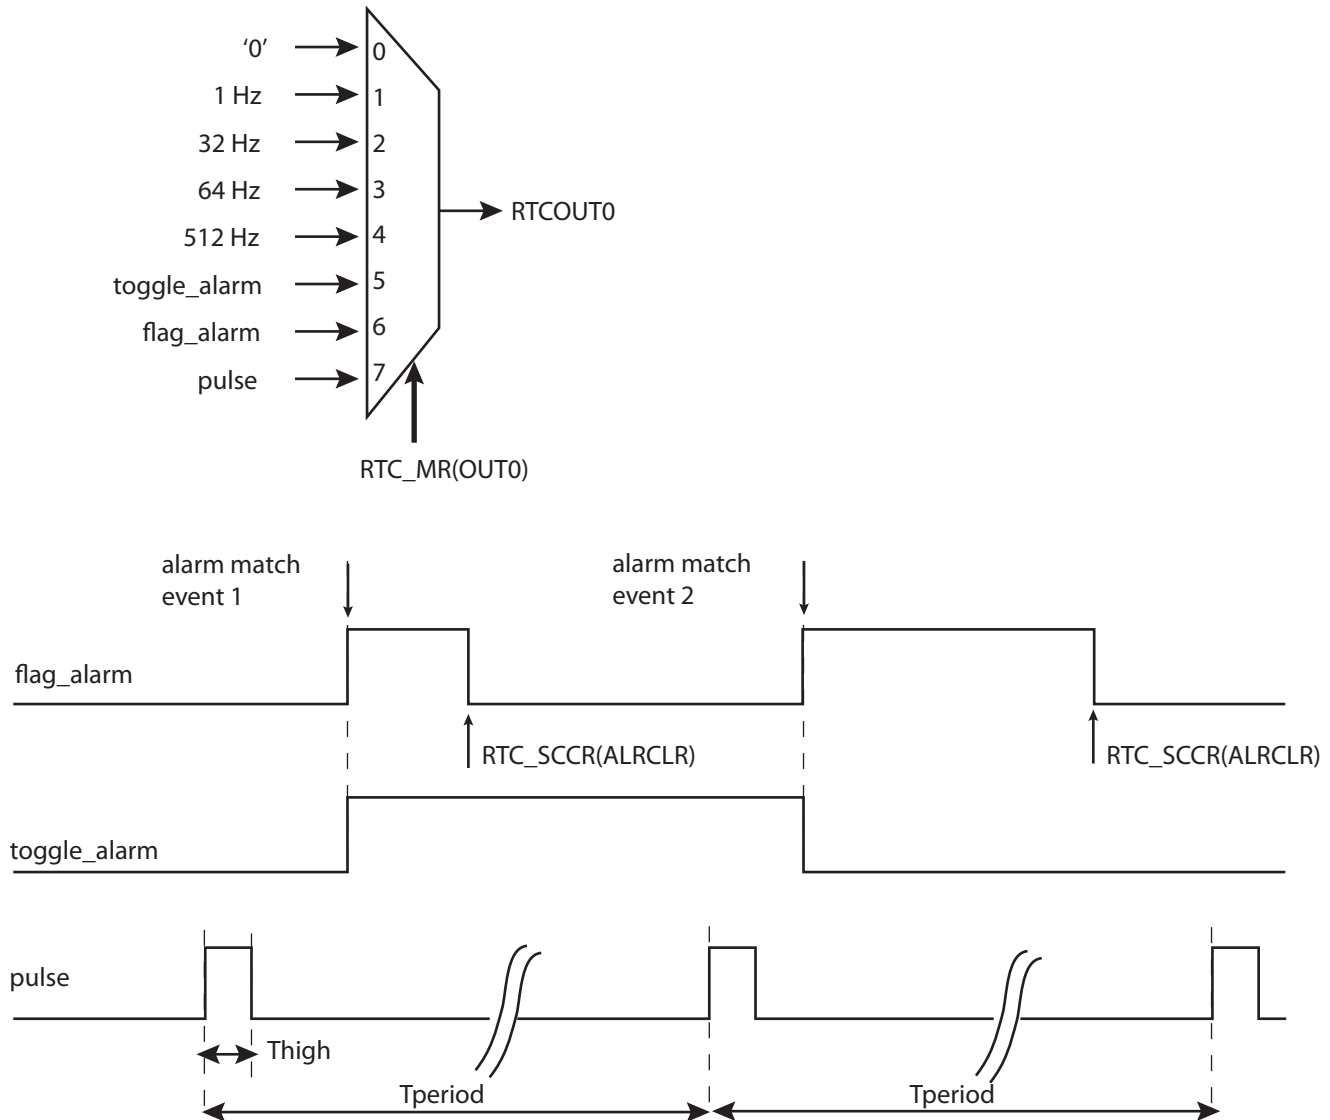 ‘0’
0
1 Hz
1
32 Hz
2
64 Hz
3
512 Hz
4
toggle_alarm
5
flag_alarm
6
pulse
7
RTCOUT0
RTC_MR(OUT0)
alarm match
event 1
alarm match
event 2
flag_alarm
RTC_SCCR(ALRCLR)
RTC_SCCR(ALRCLR)
toggle_alarm
pulse
Thigh
Tperiod
Tperiod